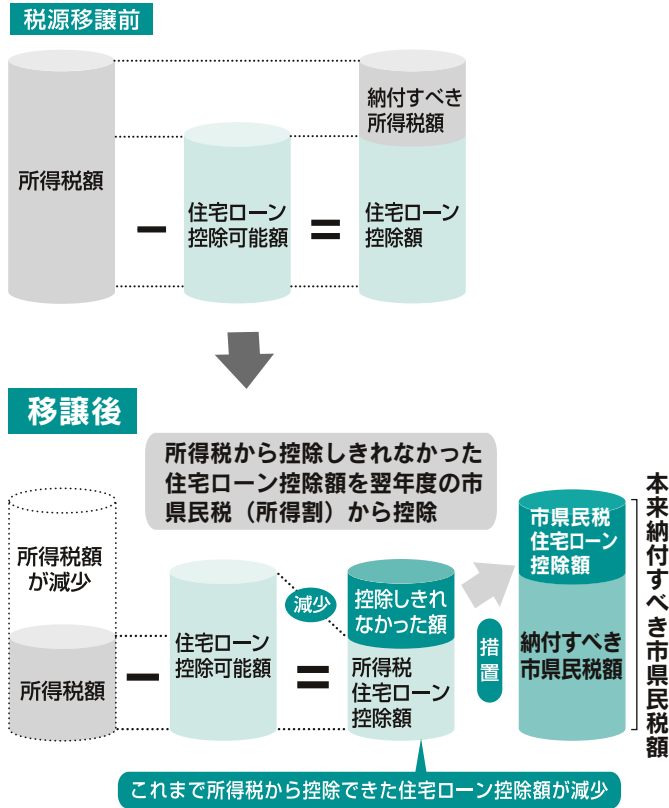 税源移譲前
所得税額
住宅ローン
控除可能額
納付すべき
所得税額
住宅ローン
控除額
移譲後
所得税から控除しきれなかった
住宅ローン控除額を翌年度の市
県民税（所得割）から控除
所得税額
が減少
所得税額
住宅ローン
控除可能額
減少
控除しきれ
なかった額
所得税
住宅ローン
控除額
措置
市県民税
住宅ローン
控除額
納付すべき
市県民税額
本来納付すべき市県民税額
これまで所得税から控除できた住宅ローン控除額が減少